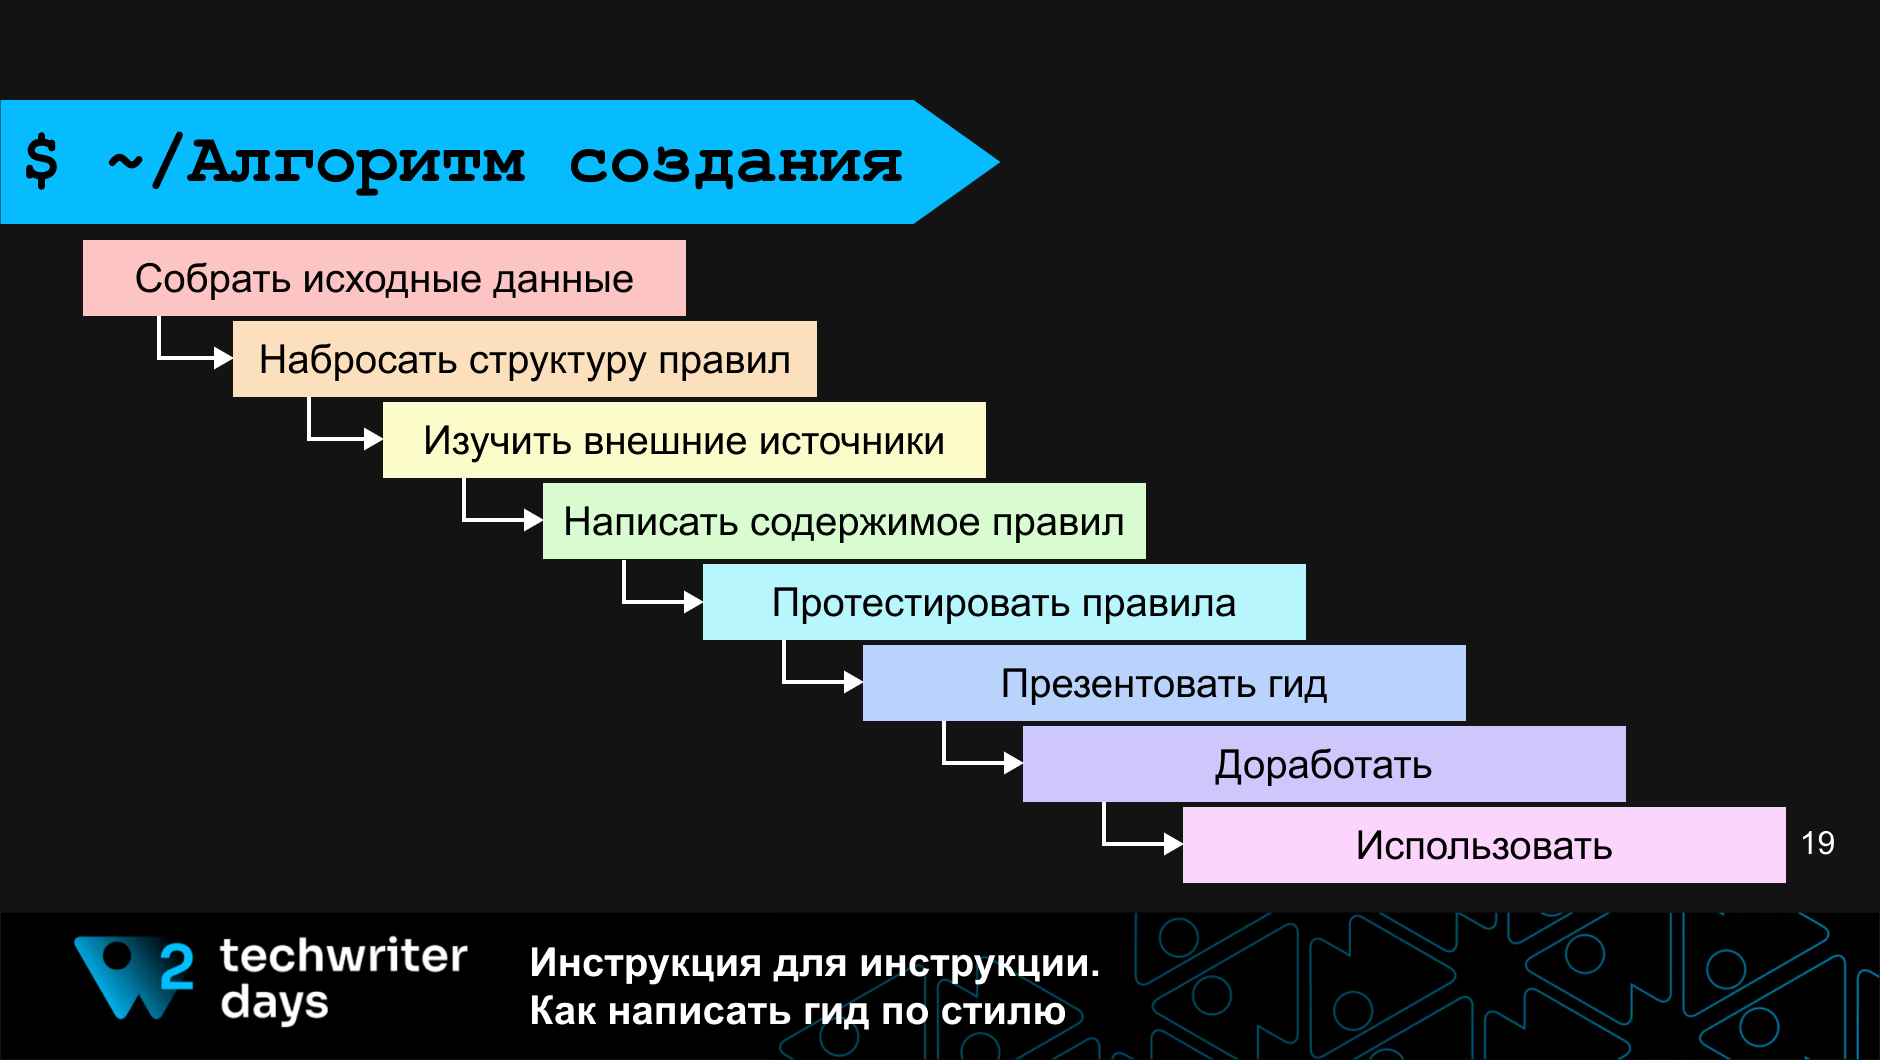 $ ~/Алгоритм создания
Собрать исходные данные
Набросать структуру правил
Изучить внешние источники
Написать содержимое правил
Протестировать правила
Презентовать гид
Доработать
Использовать
19
2
techwriter
days
Инструкция для инструкции.
Как написать гид по стилю